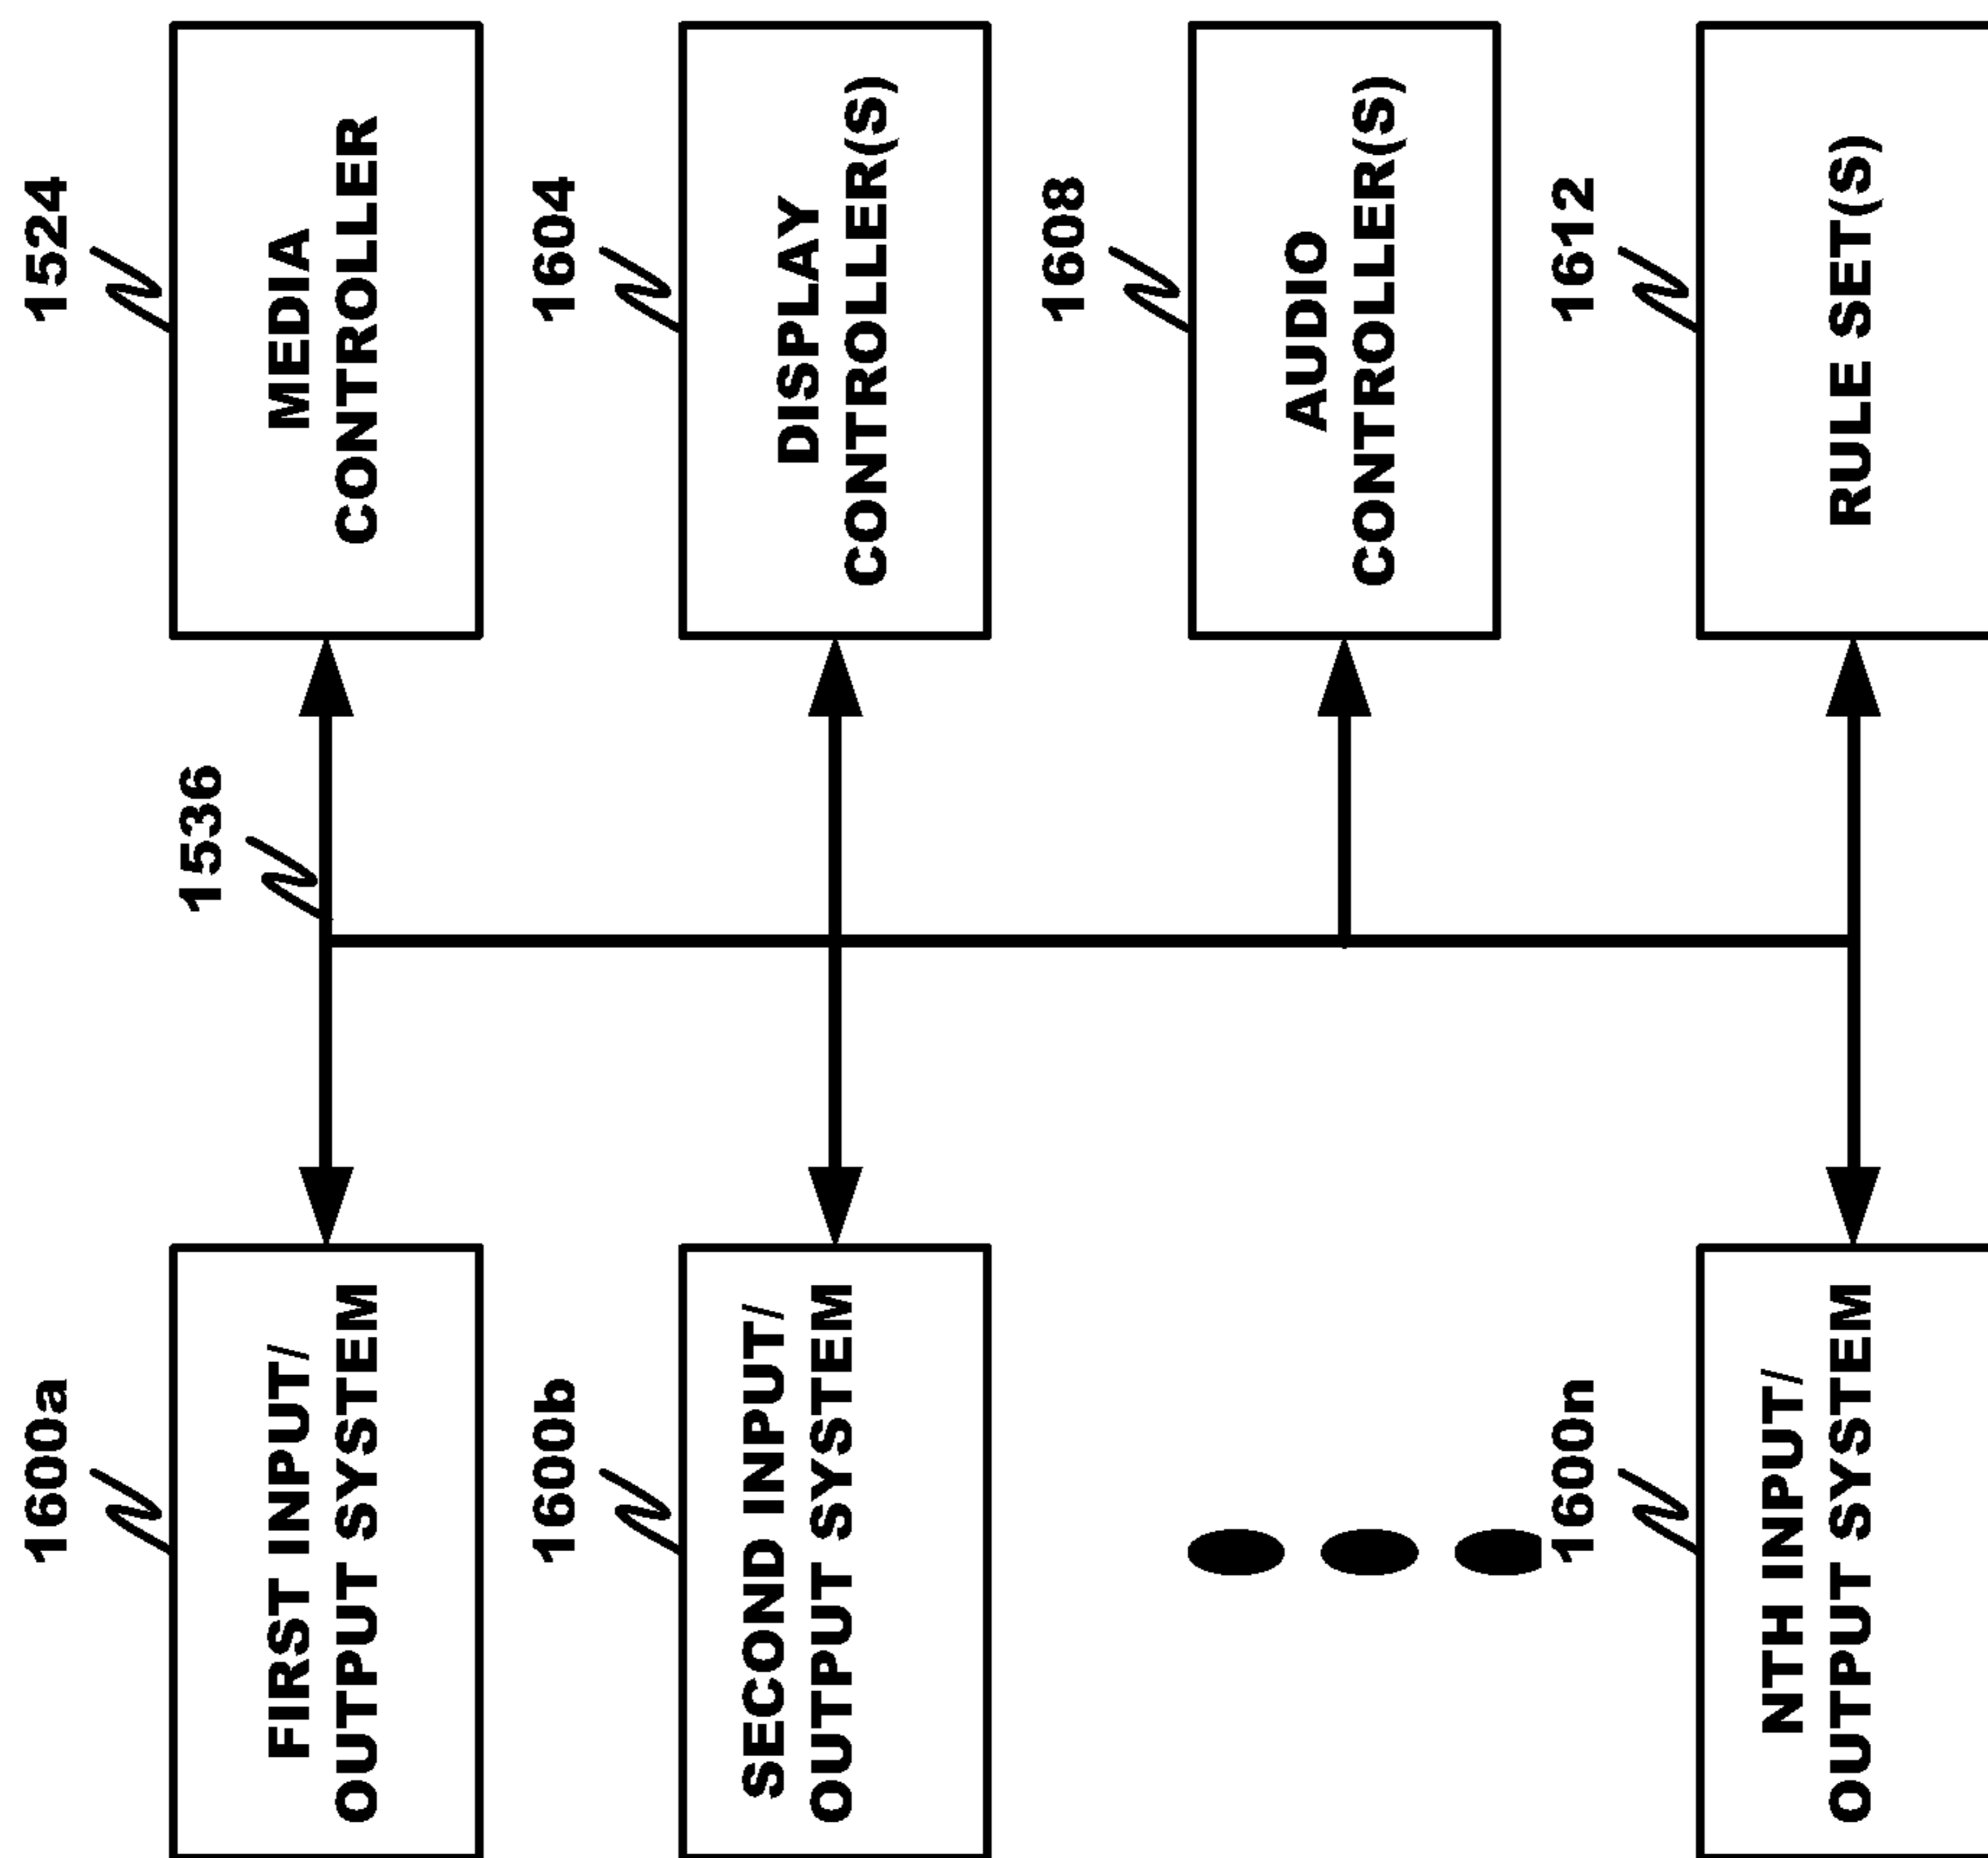 1600a
FIRST INPUT/
OUTPUT SYSTEM
1536
1524
MEDIA
CONTROLLER
1600b
SECOND INPUT/
OUTPUT SYSTEM
1604
DISPLAY
CONTROLLER(S)
1608
AUDIO
CONTROLLER(S)
1600n
NTH INPUT/
OUTPUT SYSTEM
1612
RULE SET(S)